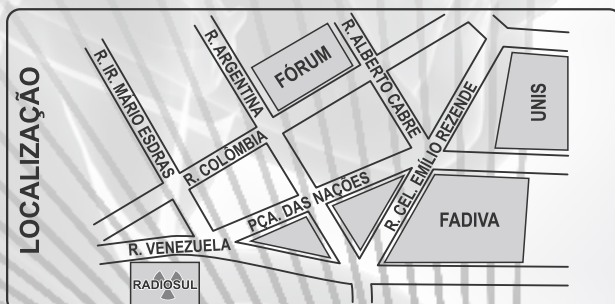 LOCALIZAÇÃO
R. IR. MÁRIO ESDRAS
R. ARGENTINA
FÓRUM
R. ALBERTO CABRE
UNIS
R. COLÔMBIA
R. CEL. EMÍLIO REZENDE
PÇA. DAS NAÇÕES
FADIVA
R. VENEZUELA
RADIOSUL